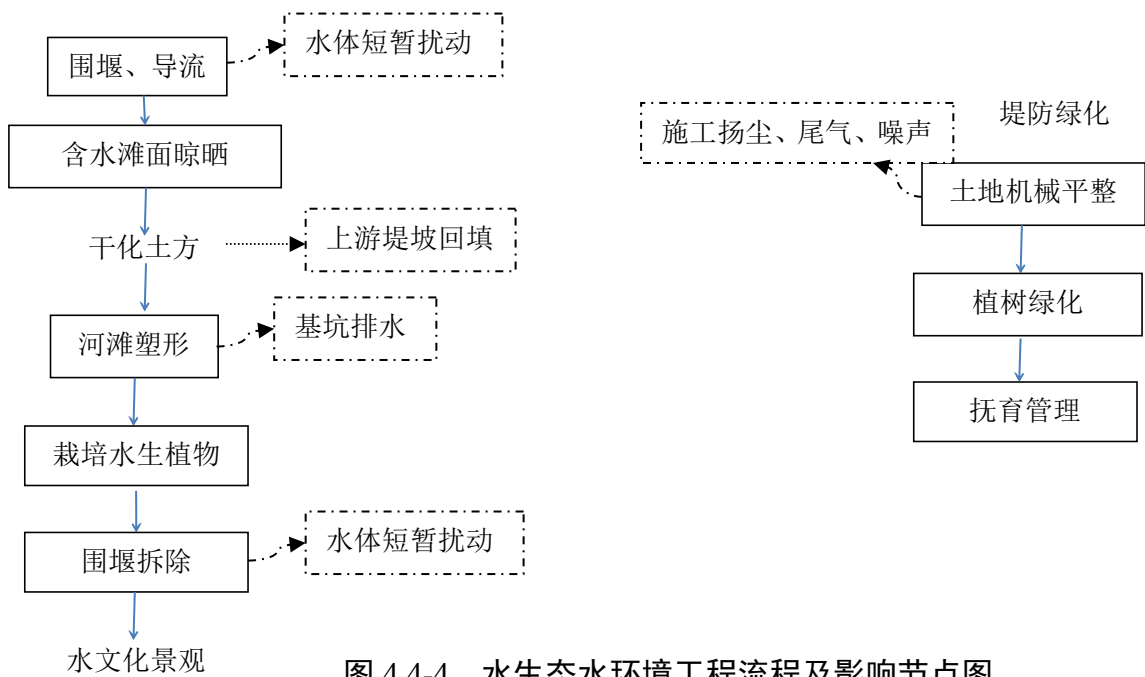 围堰、导流
水体短暂扰动
含水滩面晾晒
干化土方
上游堤坡回填
河滩塑形
基坑排水
栽培水生植物
围堰拆除
水体短暂扰动
水文化景观
堤防绿化
施工扬尘、尾气、噪声
土地机械平整
植树绿化
抚育管理
图 4.4-4 水生态水环境工程流程及影响节点图